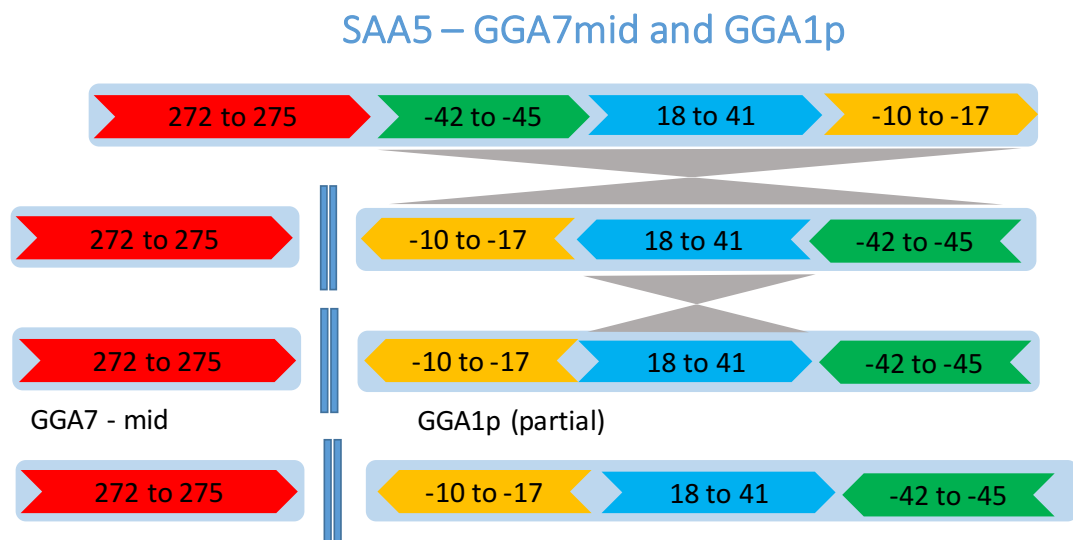 SAA5 – GGA7mid and GGA1p
272 to 275 -42 to -45 18 to 41 -10 to -17
272 to 275 -10 to -17 18 to 41 -42 to -45
272 to 275 -10 to -17 18 to 41 -42 to -45
GGA7 - mid GGA1p (partial)
272 to 275 -10 to -17 18 to 41 -42 to -45